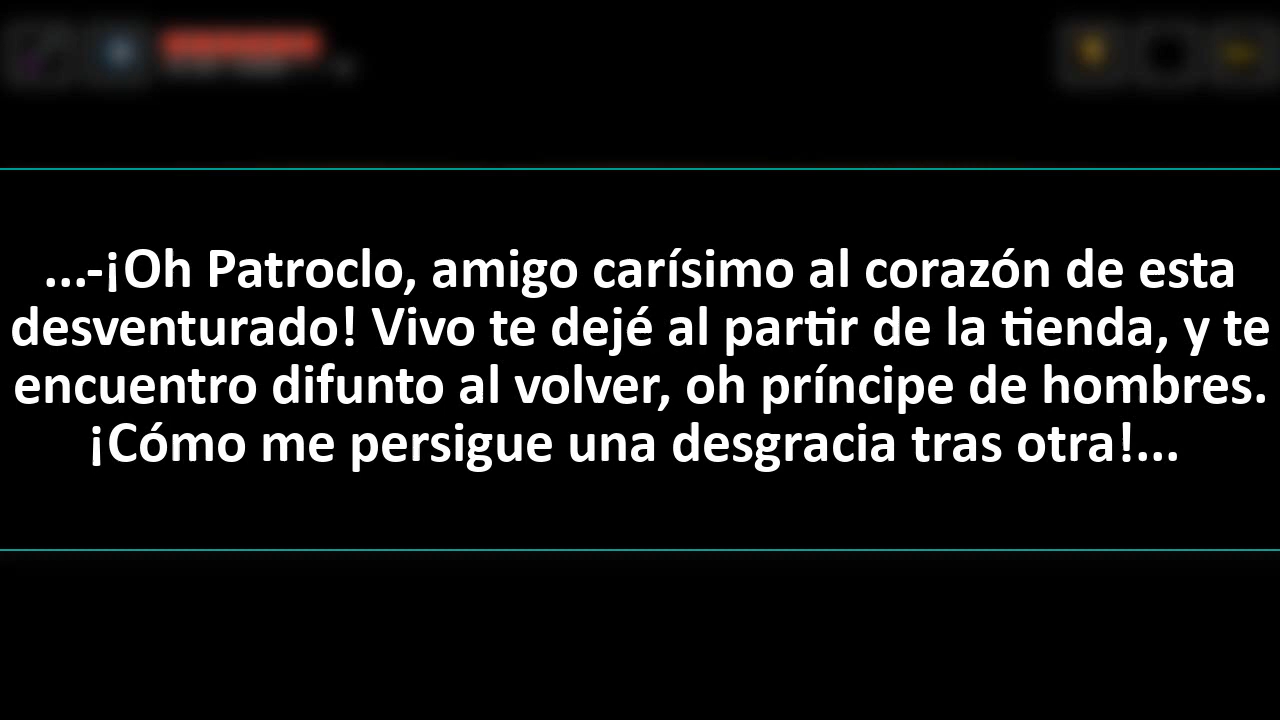 ...-¡Oh Patroclo, amigo carísimo al corazón de esta
desventurado! Vivo te dejé al partir de la tienda, y te
encuentro difunto al volver, oh príncipe de hombres.
¡Cómo me persigue una desgracia tras otra!...